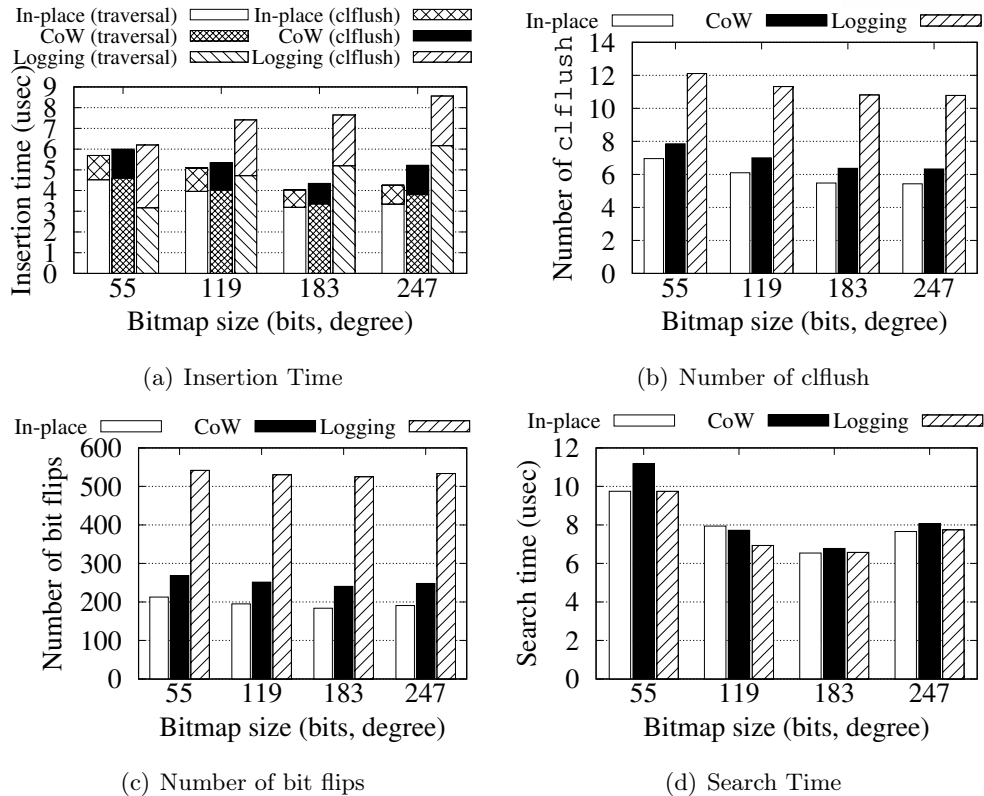 In-place (traversal) In-place (clflush)
CoW (traversal) CoW (clflush)
Logging (traversal) Logging (clflush)
Insertion time (usec)
9
8
7
6
5
4
3
2
1
0
55 119 183 247
Bitmap size (bits, degree)
(a) Insertion Time
In-place CoW Logging
Number of clflush
14
12
10
8
6
4
2
0
55 119 183 247
Bitmap size (bits, degree)
(b) Number of clflush
In-place CoW Logging
Number of bit flips
600
500
400
300
200
100
0
55 119 183 247
Bitmap size (bits, degree)
(c) Number of bit flips
In-place CoW Logging
Search time (usec)
12
10
8
6
4
2
0
55 119 183 247
Bitmap size (bits, degree)
(d) Search Time